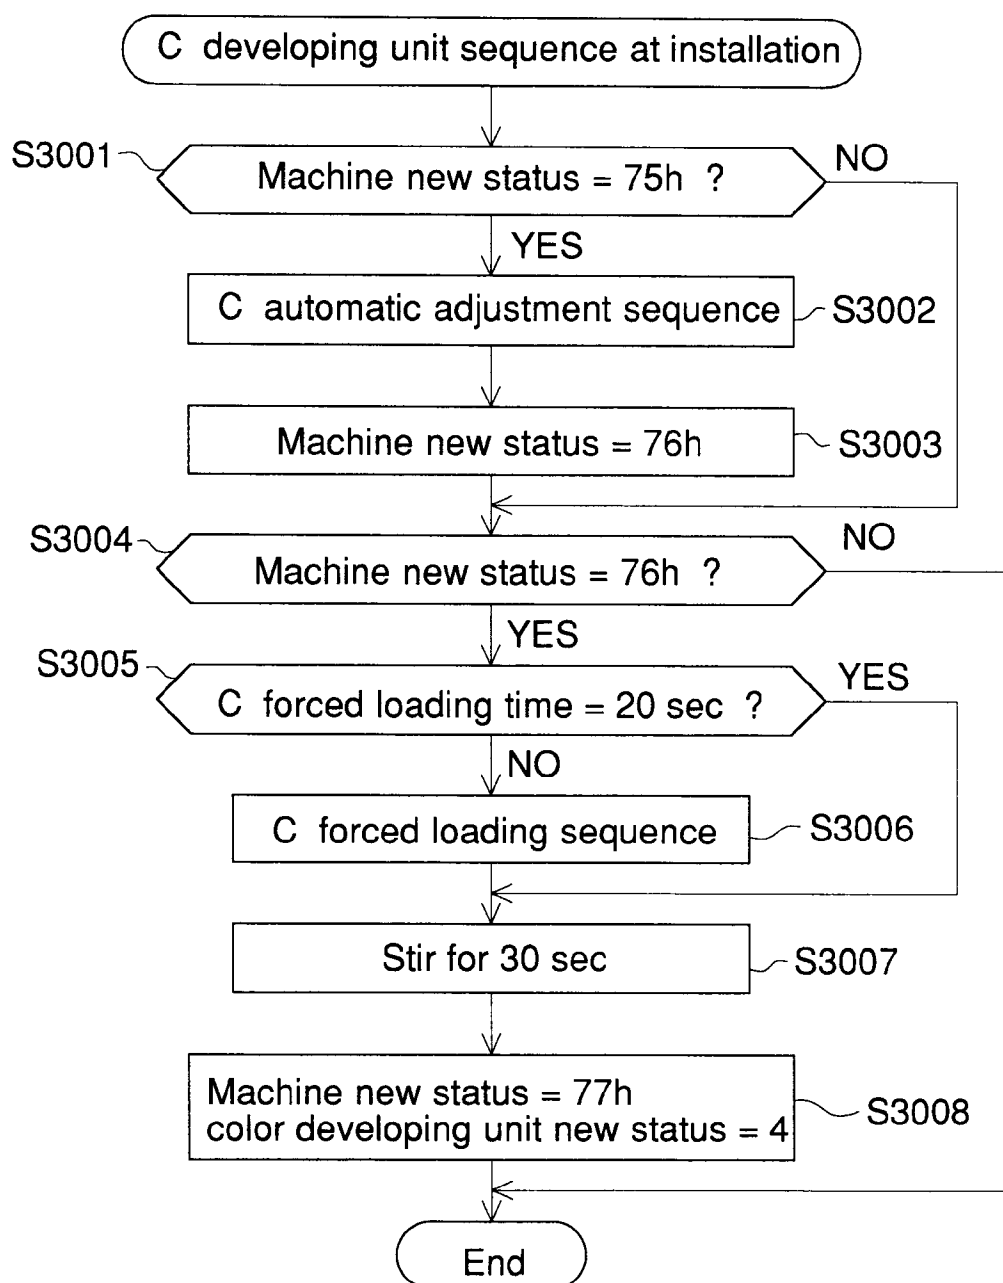 C developing unit sequence at installation
S3001
Machine new status = 75h ?
NO
YES
C automatic adjustment sequence
S3002
Machine new status = 76h
S3003
S3004
Machine new status = 76h ?
NO
YES
S3005
C forced loading time = 20 sec ?
YES
NO
C forced loading sequence
S3006
Stir for 30 sec
S3007
Machine new status = 77h
color developing unit new status = 4
S3008
End